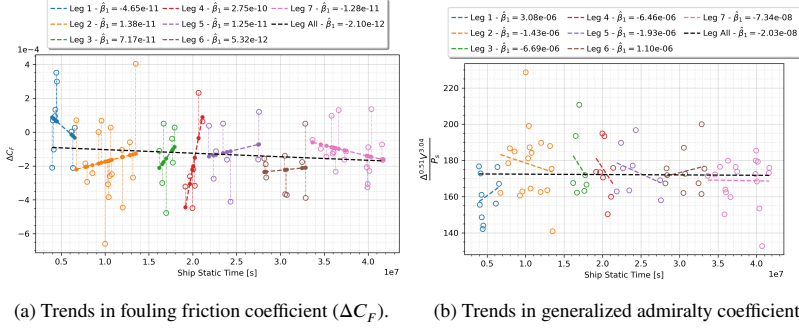 Leg 1 - β̂₁ = -4.65e-11
Leg 2 - β̂₁ = 1.38e-11
Leg 3 - β̂₁ = 7.17e-11
Leg 4 - β̂₁ = 2.75e-10
Leg 5 - β̂₁ = 1.25e-11
Leg 6 - β̂₁ = 5.32e-12
Leg 7 - β̂₁ = -1.28e-11
Leg All - β̂₁ = -2.10e-12
1e-4
4
2
0
-2
-4
-6
ΔC_F
0.5 1.0 1.5 2.0 2.5 3.0 3.5 4.0
1e7
Ship Static Time [s]
(a) Trends in fouling friction coefficient (ΔC_F).
Leg 1 - β̂₁ = 3.08e-06
Leg 2 - β̂₁ = -1.43e-06
Leg 3 - β̂₁ = -6.69e-06
Leg 4 - β̂₁ = -6.46e-06
Leg 5 - β̂₁ = -1.93e-06
Leg 6 - β̂₁ = 1.10e-06
Leg 7 - β̂₁ = -7.34e-08
Leg All - β̂₁ = -2.03e-08
220
200
180
160
140
Δ^0.51 V^3.04
P_s
0.5 1.0 1.5 2.0 2.5 3.0 3.5 4.0
1e7
Ship Static Time [s]
(b) Trends in generalized admiralty coefficient